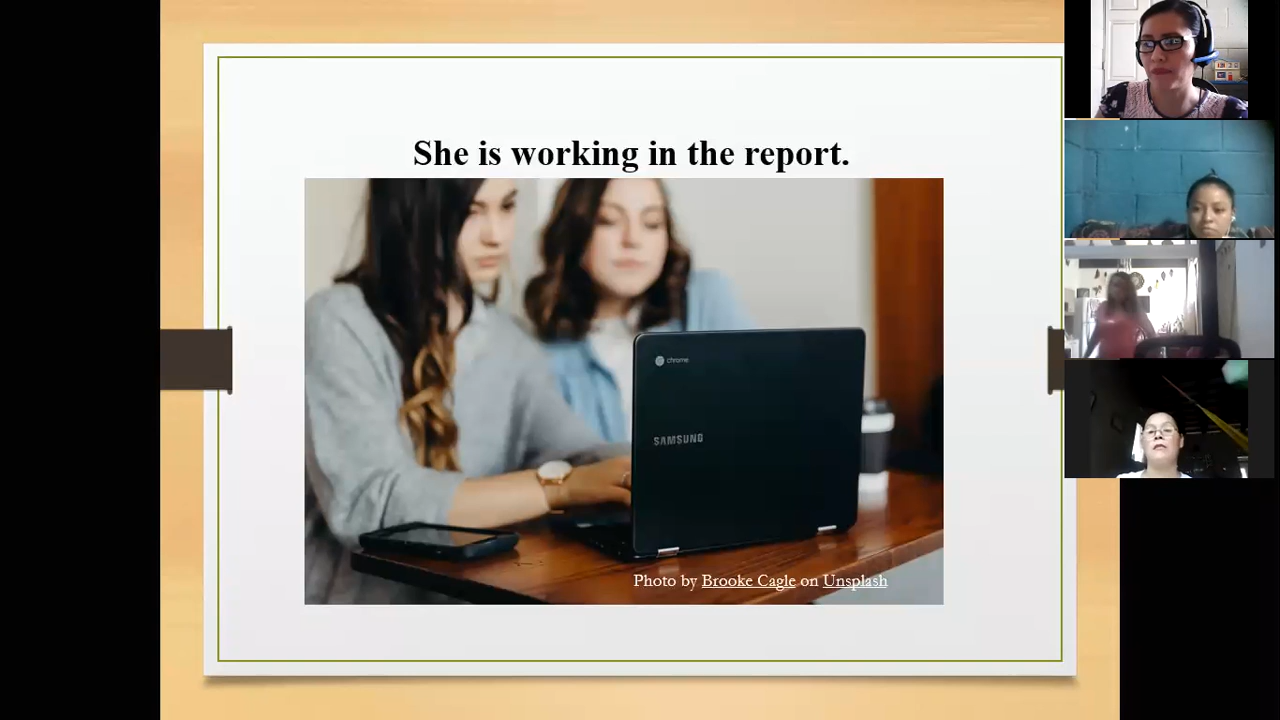 She is working in the report.
chrome
SAMSUNG
Photo by Brooke Cagle on Unsplash